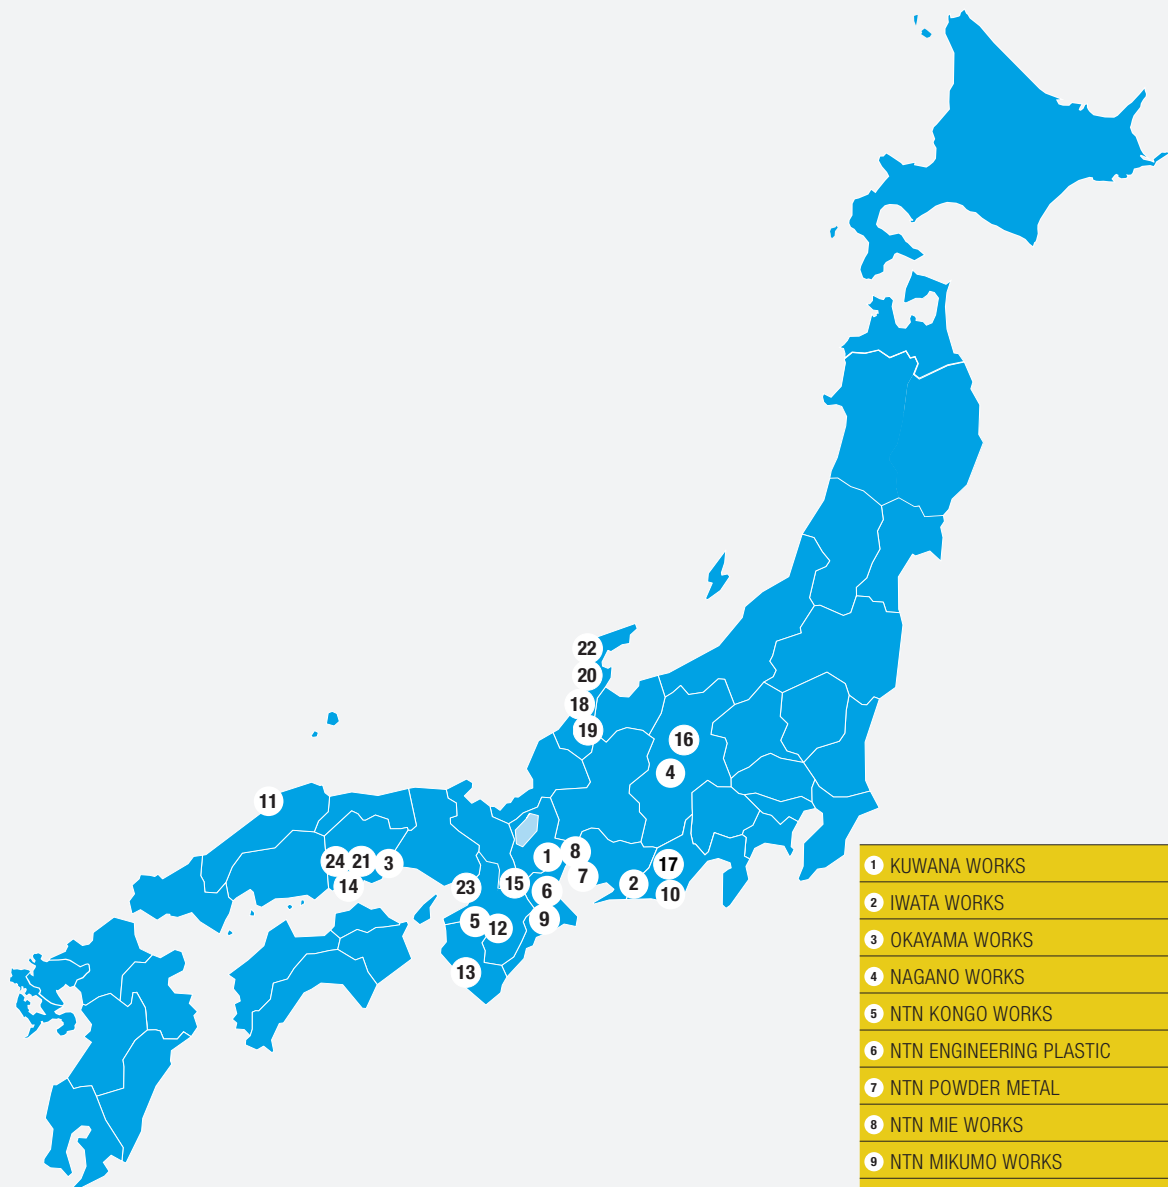 22
20
18
19
16
4
11
8
1
24
21
3
17
7
15
2
14
23
6
10
5
9
12
13
1 KUWANA WORKS
2 IWATA WORKS
3 OKAYAMA WORKS
4 NAGANO WORKS
5 NTN KONGO WORKS
6 NTN ENGINEERING PLASTIC
7 NTN POWDER METAL
8 NTN MIE WORKS
9 NTN MIKUMO WORKS